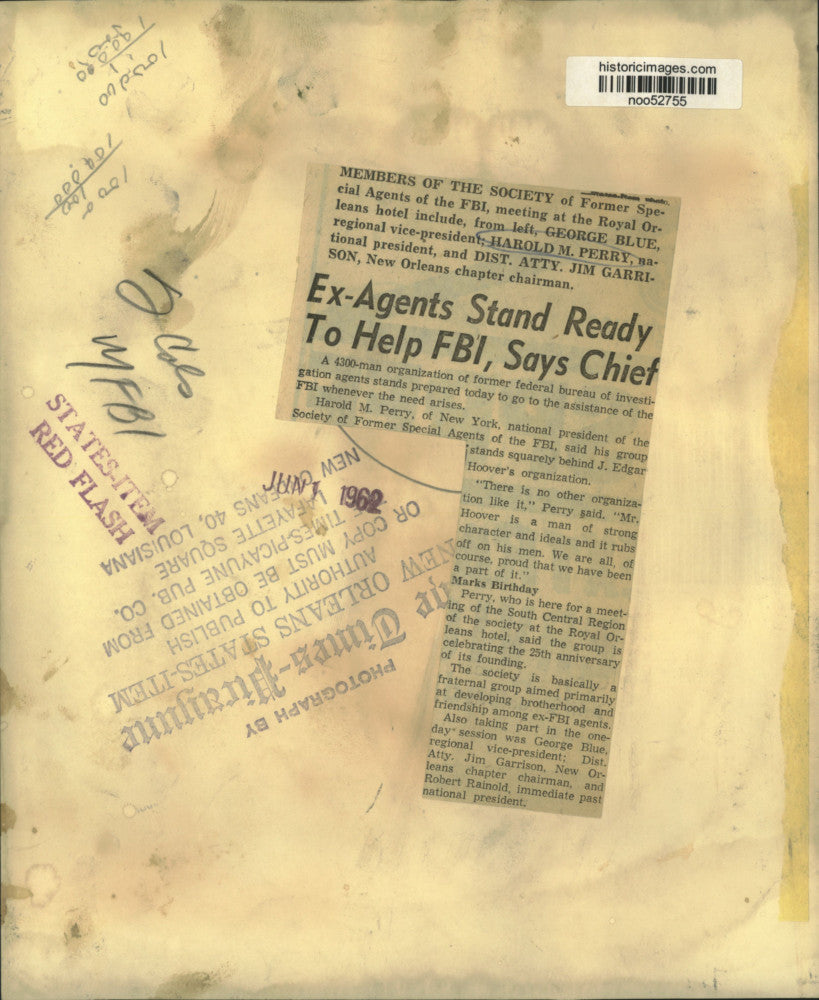 historicimages.com
noo52755
100,000
MEMBERS OF THE SOCIETY of Former Spe-
cial Agents of the FBI, meeting at the Royal Or-
leans hotel include, from left, GEORGE BLUE,
regional vice-president; HAROLD M. PERRY, na-
tional president, and DIST. ATTY. JIM GARRI-
SON, New Orleans chapter chairman.
Ex-Agents Stand Ready
To Help FBI, Says Chief
A 4300-man organization of former federal bureau of investi-
gation agents stands prepared today to go to the assistance of the
FBI whenever the need arises.
Harold M. Perry, of New York, national president of the
Society of Former Special Agents of the FBI, said his group
stands squarely behind J. Edgar
Hoover's organization.
"There is no other organiza-
tion like it," Perry said. "Mr.
Hoover is a man of strong
character and ideals and it rubs
off on his men. We are all, of
course, proud that we have been
a part of it."
Marks Birthday
Perry, who is here for a meet-
ing of the South Central Region
of the society at the Royal Or-
leans hotel, said the group is
celebrating the 25th anniversary
of its founding.
The society is basically a
fraternal group aimed primarily
at developing brotherhood and
friendship among ex-FBI agents.
Also taking part in the one-
day session was George Blue,
regional vice-president; Dist.
Atty. Jim Garrison, New Or-
leans chapter chairman, and
Robert Rainold, immediate past
national president.
2 Cols
MFBI
STATES-ITEM
RED FLASH
JUN 1 1962
PHOTOGRAPH BY
The Times-Picayune
NEW ORLEANS STATES-ITEM
AUTHORITY TO PUBLISH
OR COPY MUST BE OBTAINED FROM
TIMES-PICAYUNE PUB. CO.
LAFAYETTE SQUARE
NEW ORLEANS 40, LOUISIANA